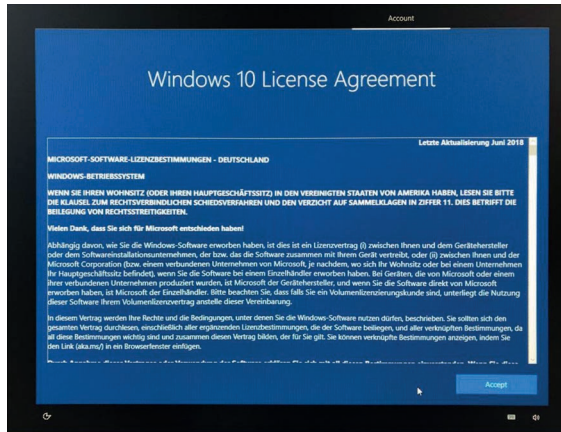 Account
Windows 10 License Agreement
Letzte Aktualisierung Juni 2018
MICROSOFT-SOFTWARE-LIZENZBESTIMMUNGEN - DEUTSCHLAND
WINDOWS-BETRIEBSSYSTEM
WENN SIE IHREN WOHNSITZ (ODER IHREN HAUPTGESCHÄFTSSITZ) IN DEN VEREINIGTEN STAATEN VON AMERIKA HABEN, LESEN SIE BITTE
DIE KLAUSEL ZUM RECHTSVERBINDLICHEN SCHIEDSVERFAHREN UND DEN VERZICHT AUF SAMMELKLAGEN IN ZIFFER 11. DIES BETRIFFT DIE
BEILEGUNG VON RECHTSSTREITIGKEITEN.
Vielen Dank, dass Sie sich für Microsoft entschieden haben!
Abhängig davon, wie Sie die Windows-Software erworben haben, ist dies ist ein Lizenzvertrag (i) zwischen Ihnen und dem Gerätehersteller
oder dem Softwareinstallationsunternehmen, der bzw. das die Software zusammen mit Ihrem Gerät vertreibt, oder (ii) zwischen Ihnen und der
Microsoft Corporation (bzw. einem verbundenen Unternehmen von Microsoft, je nachdem, wo sich Ihr Wohnsitz oder bei einem Unternehmen
Ihr Hauptgeschäftssitz befindet), wenn Sie die Software bei einem Einzelhändler erworben haben. Bei Geräten, die von Microsoft oder einem
ihrer verbundenen Unternehmen produziert wurden, ist Microsoft der Gerätehersteller, und wenn Sie die Software direkt von Microsoft
erworben haben, ist Microsoft der Einzelhändler. Bitte beachten Sie, dass falls Sie ein Volumenlizenzierungskunde sind, unterliegt die Nutzung
dieser Software Ihrem Volumenlizenzvertrag anstelle dieser Vereinbarung.
In diesem Vertrag werden Ihre Rechte und die Bedingungen, unter denen Sie die Windows-Software nutzen dürfen, beschrieben. Sie sollten sich den
gesamten Vertrag durchlesen, einschließlich aller ergänzenden Lizenzbestimmungen, die der Software beiliegen, und aller verknüpften Bestimmungen, da
all diese Bestimmungen wichtig sind und zusammen diesen Vertrag bilden, der für Sie gilt. Sie können verknüpfte Bestimmungen anzeigen, indem Sie
den Link (aka.ms/) in ein Browserfenster einfügen.
Accept